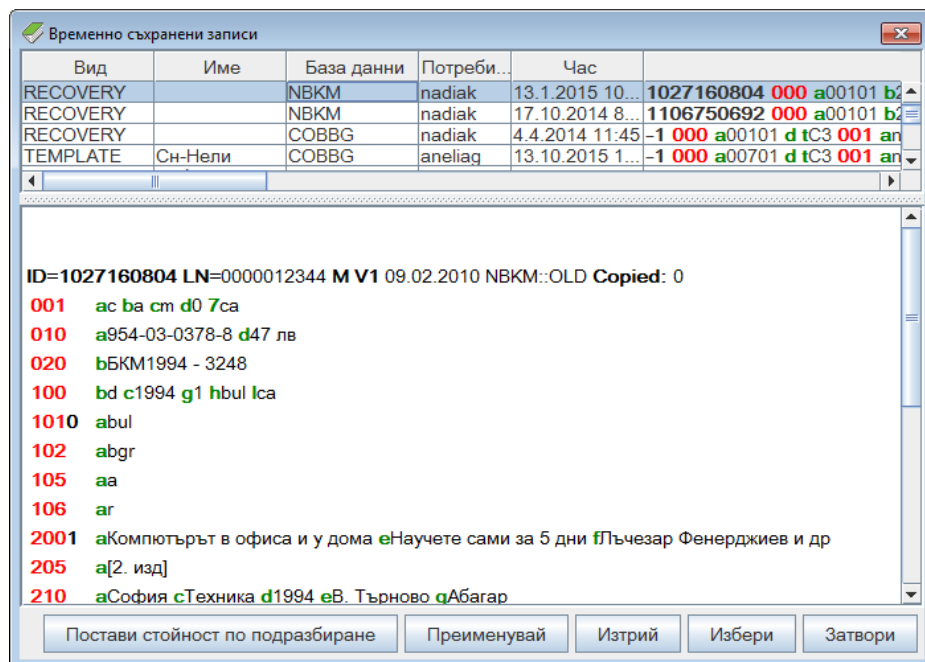 Временно съхранени записи
Вид Име База данни Потреби... Час
RECOVERY NBKM nadiak 13.1.2015 10... 1027160804 000 a00101 b2
RECOVERY NBKM nadiak 17.10.2014 8... 1106750692 000 a00101 b2
RECOVERY COBBG nadiak 4.4.2014 11:45 -1 000 a00101 d tC3 001 an
TEMPLATE Сн-Нели COBBG aneliag 13.10.2015 1... -1 000 a00701 d tC3 001 an
ID=1027160804 LN=0000012344 M V1 09.02.2010 NBKM::OLD Copied: 0
001 ac ba cm d0 7ca
010 a954-03-0378-8 d47 лв
020 bБКМ1994 - 3248
100 bd c1994 g1 hbul lca
1010 abul
102 abgr
105 aa
106 ar
2001 aКомпютърът в офиса и у дома eНаучете сами за 5 дни fЛъчезар Фенерджиев и др
205 a[2. изд]
210 aСофия cТехника d1994 eВ. Търново gАбагар
Постави стойност по подразбиране Преименувай Изтрий Избери Затвори